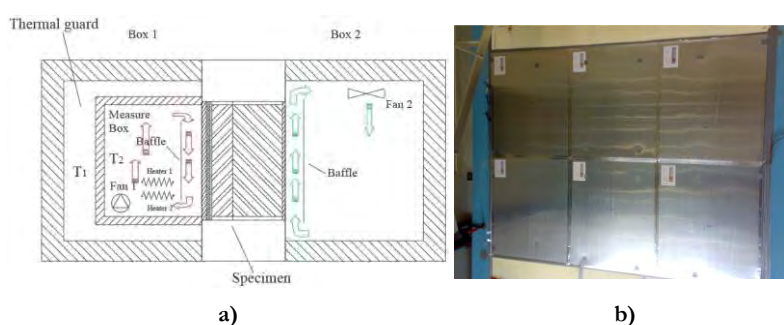 Thermal guard
Box 1
Box 2
Measure
Box
Baffle
T2
T1
Heater 1
Fan 1
Heater 2
Fan 2
Baffle
Specimen
a)
b)